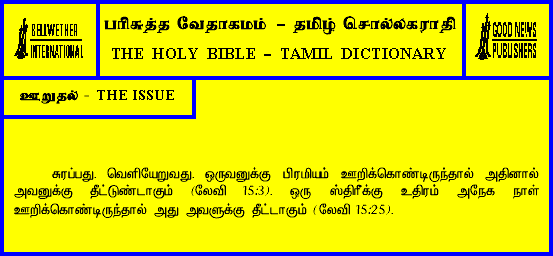 BELLWETHER
INTERNATIONAL
பரிசுத்த வேதாகமம் – தமிழ் சொல்லகராதி
THE HOLY BIBLE – TAMIL DICTIONARY
GOOD NEWS
PUBLISHERS
ஊறுதல் - THE ISSUE
சுரப்பது. வெளியேறுவது. ஒருவனுக்கு பிரமியம் ஊறிக்கொண்டிருந்தால் அதினால்
அவனுக்கு தீட்டுண்டாகும் (லேவி 15:3). ஒரு ஸ்திரீக்கு உதிரம் அநேக நாள்
ஊறிக்கொண்டிருந்தால் அது அவளுக்கு தீட்டாகும் (லேவி 15:25).